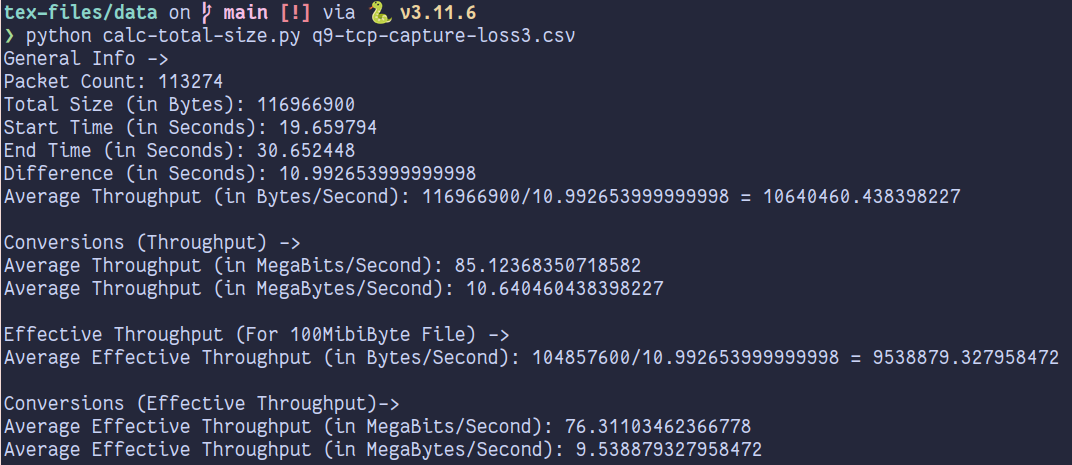 tex-files/data on main [!] via 🐍 v3.11.6
❯ python calc-total-size.py q9-tcp-capture-loss3.csv
General Info ->
Packet Count: 113274
Total Size (in Bytes): 116966900
Start Time (in Seconds): 19.659794
End Time (in Seconds): 30.652448
Difference (in Seconds): 10.992653999999998
Average Throughput (in Bytes/Second): 116966900/10.992653999999998 = 10640460.438398227
Conversions (Throughput) ->
Average Throughput (in MegaBits/Second): 85.12368350718582
Average Throughput (in MegaBytes/Second): 10.640460438398227
Effective Throughput (For 100MibiByte File) ->
Average Effective Throughput (in Bytes/Second): 104857600/10.992653999999998 = 9538879.327958472
Conversions (Effective Throughput)->
Average Effective Throughput (in MegaBits/Second): 76.31103462366778
Average Effective Throughput (in MegaBytes/Second): 9.538879327958472